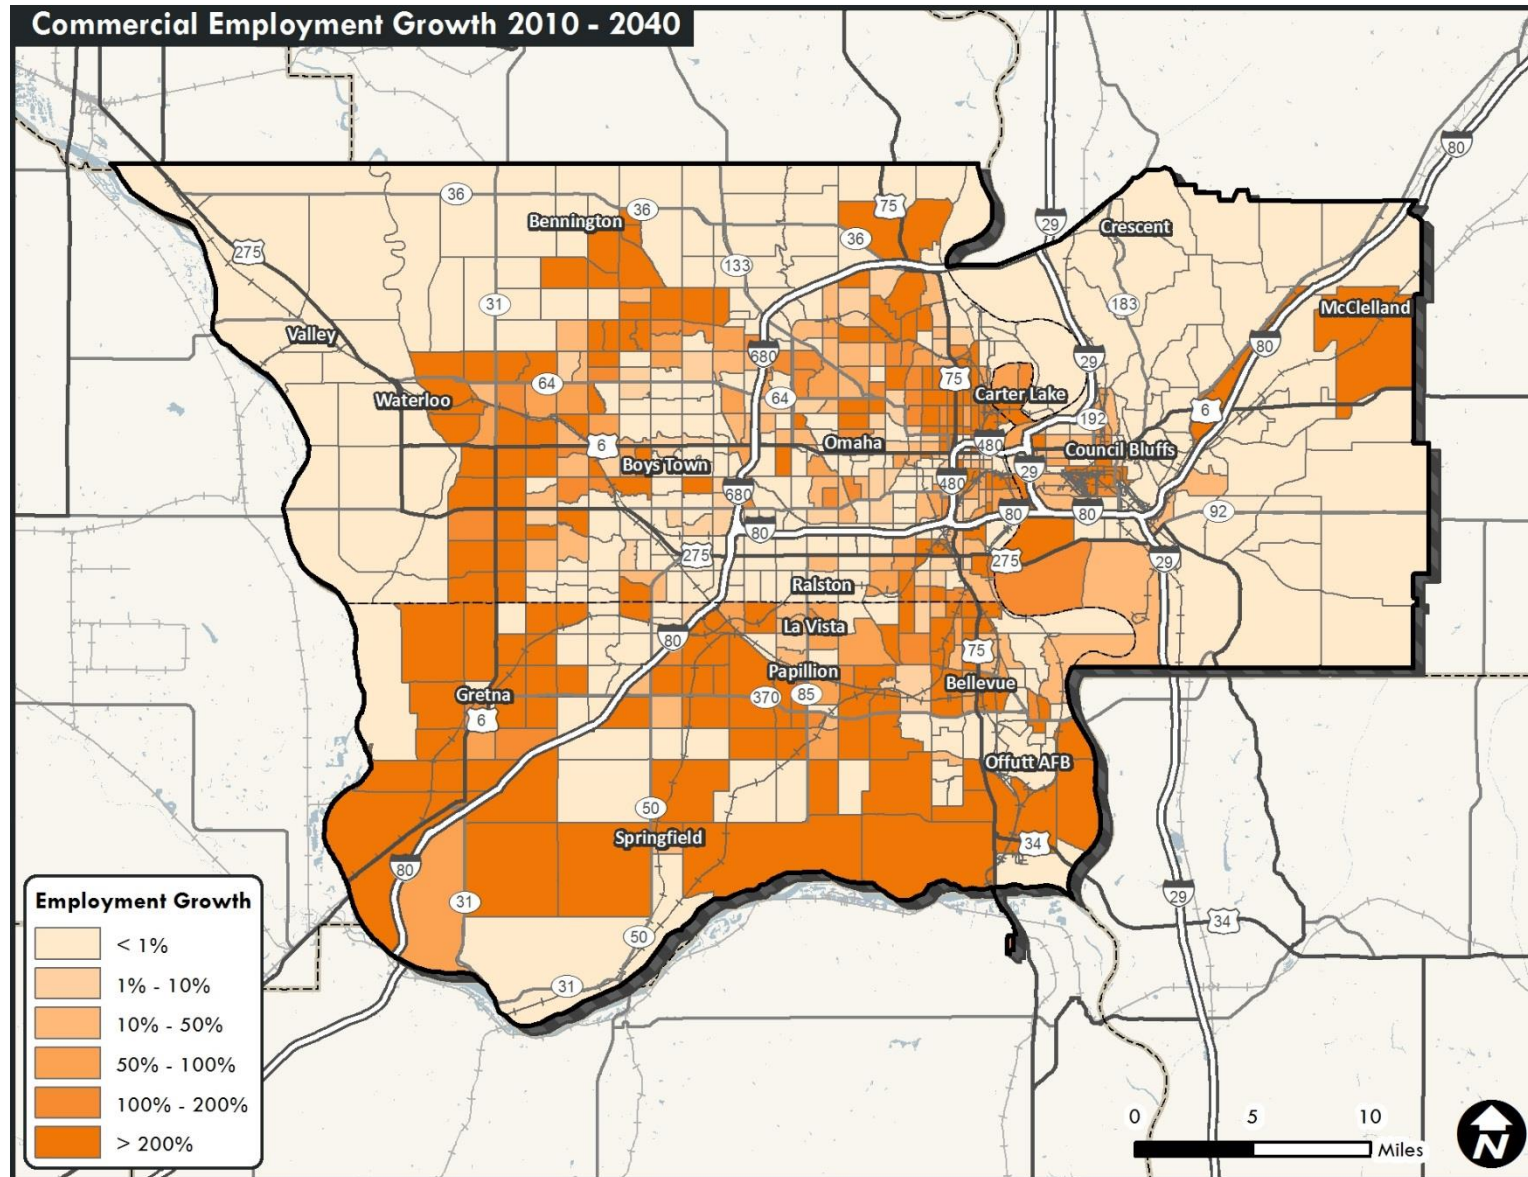 Commercial Employment Growth 2010 - 2040
80
36
Bennington
36
75
29
Crescent
275
36
133
31
183
McClelland
Valley
680
29
80
64
75
Carter Lake
Waterloo
64
192
6
6
Omaha
480
Council Bluffs
Boys Town
29
680
480
80
80
92
80
275
275
29
Ralston
La Vista
80
75
Papillion
Bellevue
Gretna
370
85
6
Offutt AFB
50
Springfield
34
80
31
29
34
50
31
Employment Growth
< 1%
1% - 10%
10% - 50%
50% - 100%
100% - 200%
> 200%
0 5 10
Miles
N